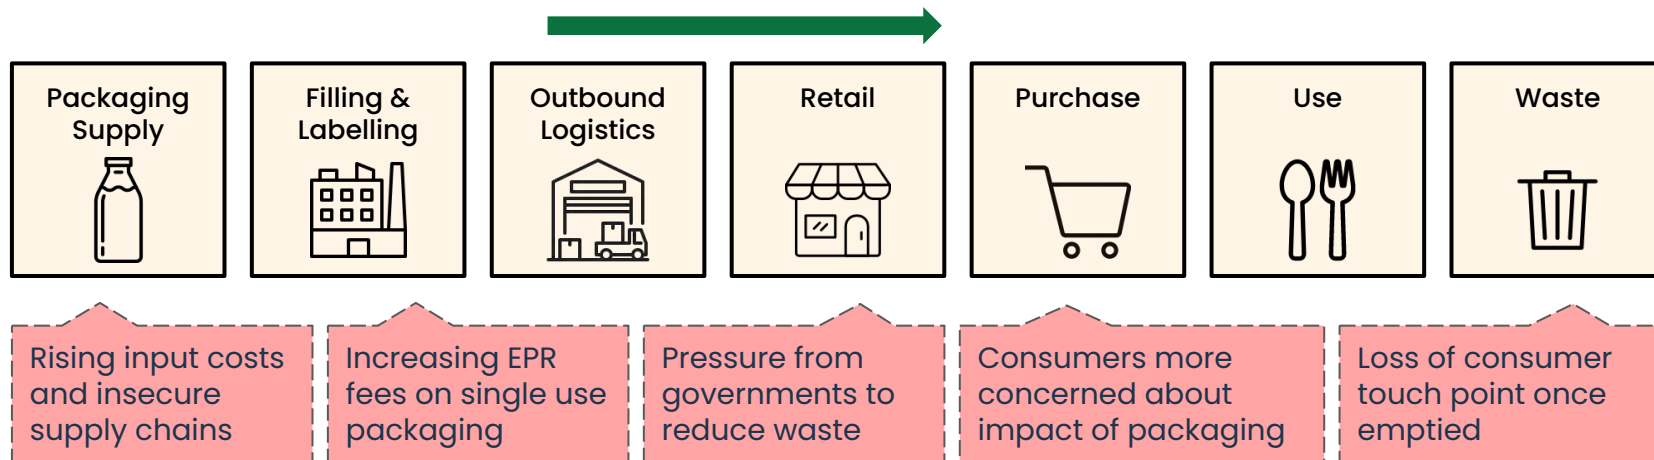 Packaging
Supply
Filling &
Labelling
Outbound
Logistics
Retail
Purchase
Use
Waste
Rising input costs
and insecure
supply chains
Increasing EPR
fees on single use
packaging
Pressure from
governments to
reduce waste
Consumers more
concerned about
impact of packaging
Loss of consumer
touch point once
emptied